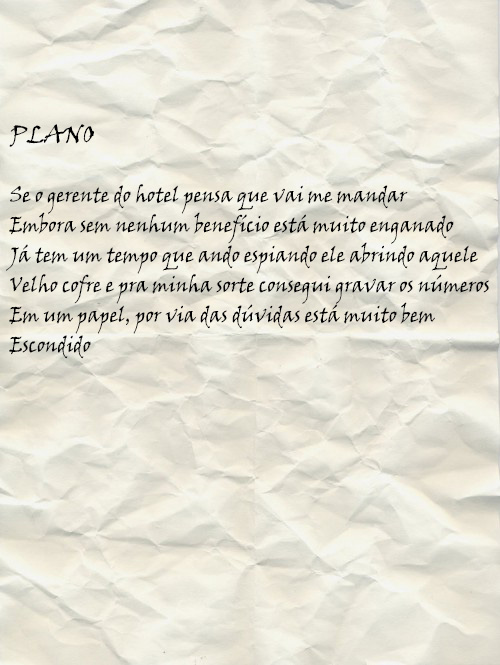 PLANO
Se o gerente do hotel pensa que vai me mandar
Embora sem nenhum benefício está muito enganado
Já tem um tempo que ando espiando ele abrindo aquele
Velho cofre e pra minha sorte consegui gravar os números
Em um papel, por via das dúvidas está muito bem
Escondido